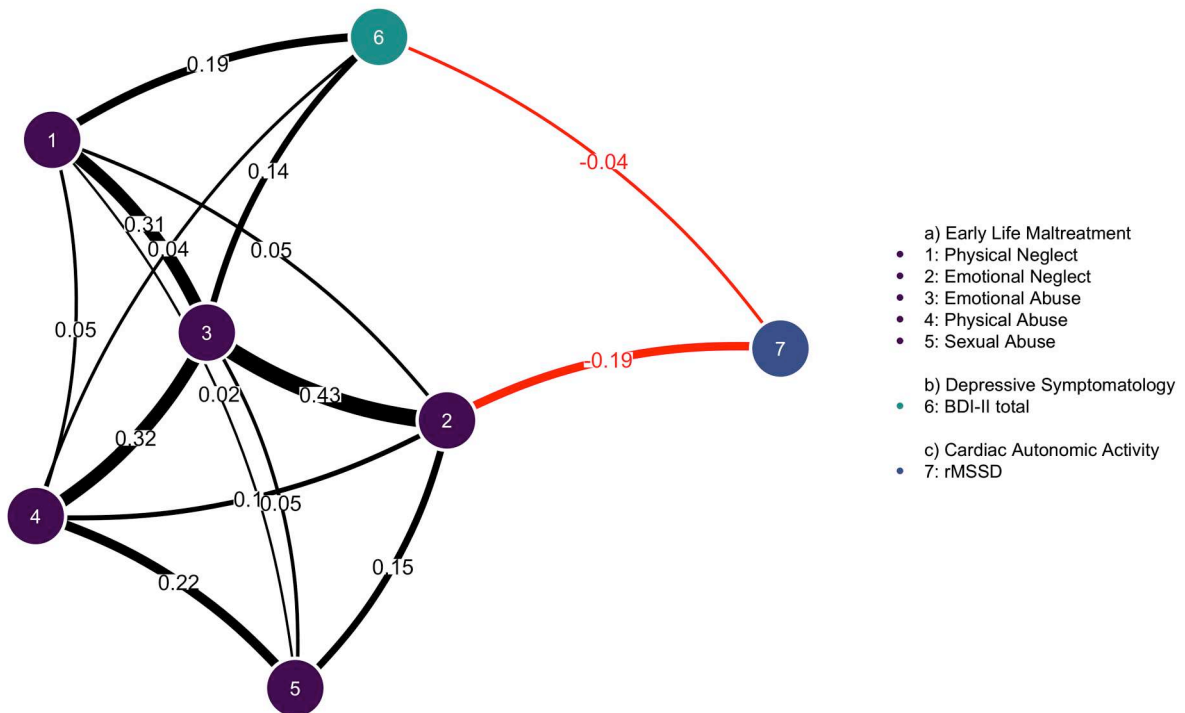 6
0.19
1
-0.04
0.14
0.31
0.04
0.05
0.05
3
7
-0.19
0.02
0.43
2
0.32
0.1
0.05
4
0.22
0.15
5
a) Early Life Maltreatment
1: Physical Neglect
2: Emotional Neglect
3: Emotional Abuse
4: Physical Abuse
5: Sexual Abuse
b) Depressive Symptomatology
6: BDI-II total
c) Cardiac Autonomic Activity
7: rMSSD